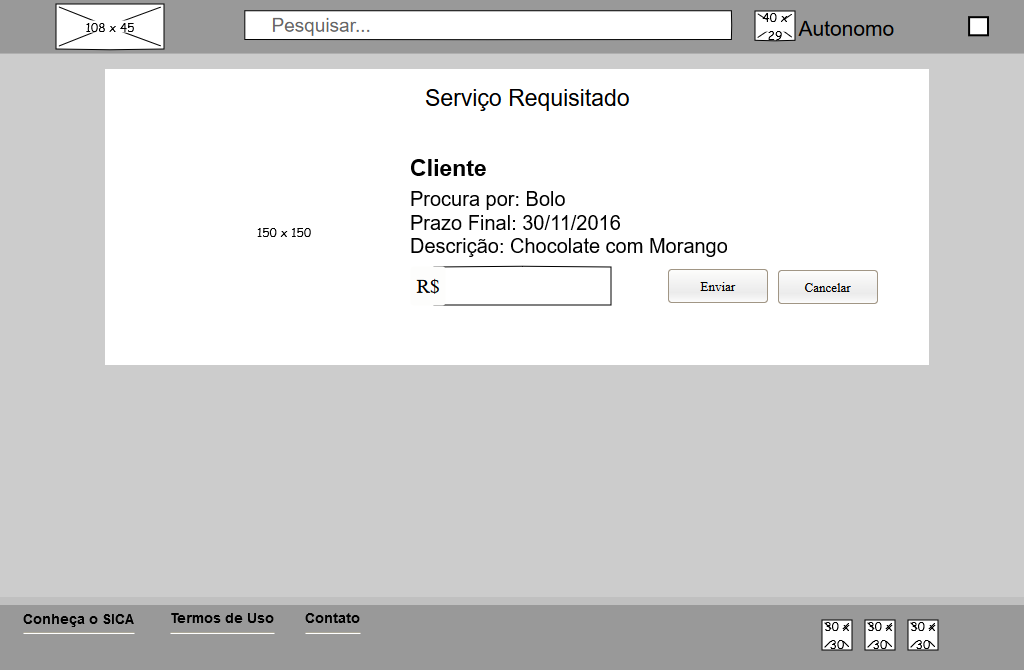 108 x 45
Pesquisar...
40 x
29
Autonomo
Serviço Requisitado
150 x 150
Cliente
Procura por: Bolo
Prazo Final: 30/11/2016
Descrição: Chocolate com Morango
R$
Enviar
Cancelar
Conheça o SICA
Termos de Uso
Contato
30 x
30
30 x
30
30 x
30